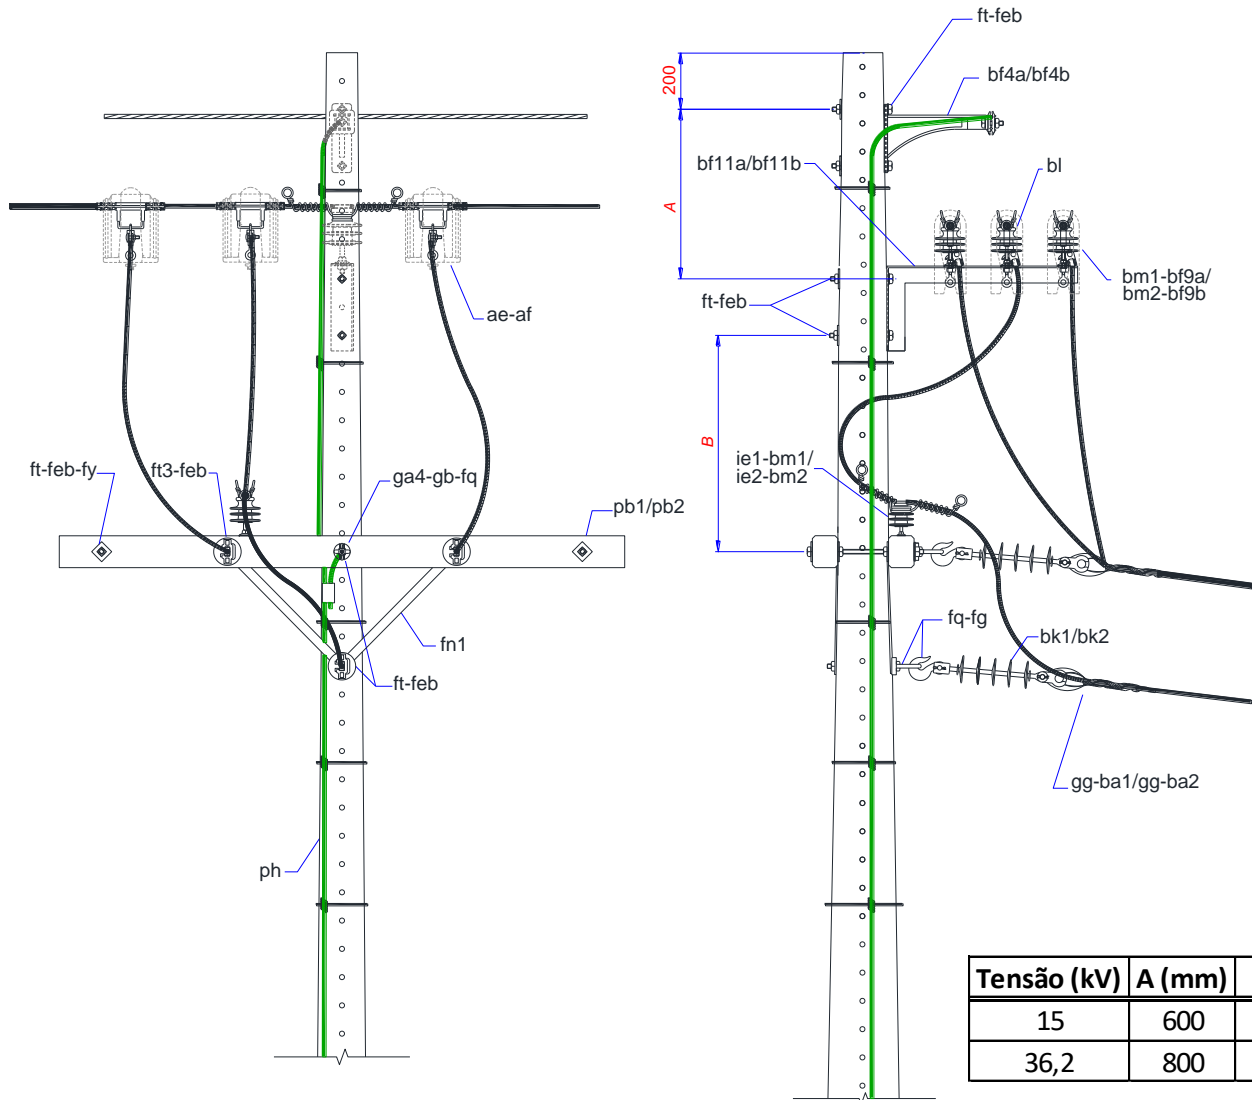 ft-feb
200
bf4a/bf4b
bf11a/bf11b
bl
A
bm1-bf9a/
bm2-bf9b
ft-feb
ae-af
B
ft-feb-fy
ft3-feb
ga4-gb-fq
ie1-bm1/
ie2-bm2
pb1/pb2
fn1
fq-fg
bk1/bk2
ft-feb
gg-ba1/gg-ba2
ph
Tensão (kV) A (mm)
15 600
36,2 800